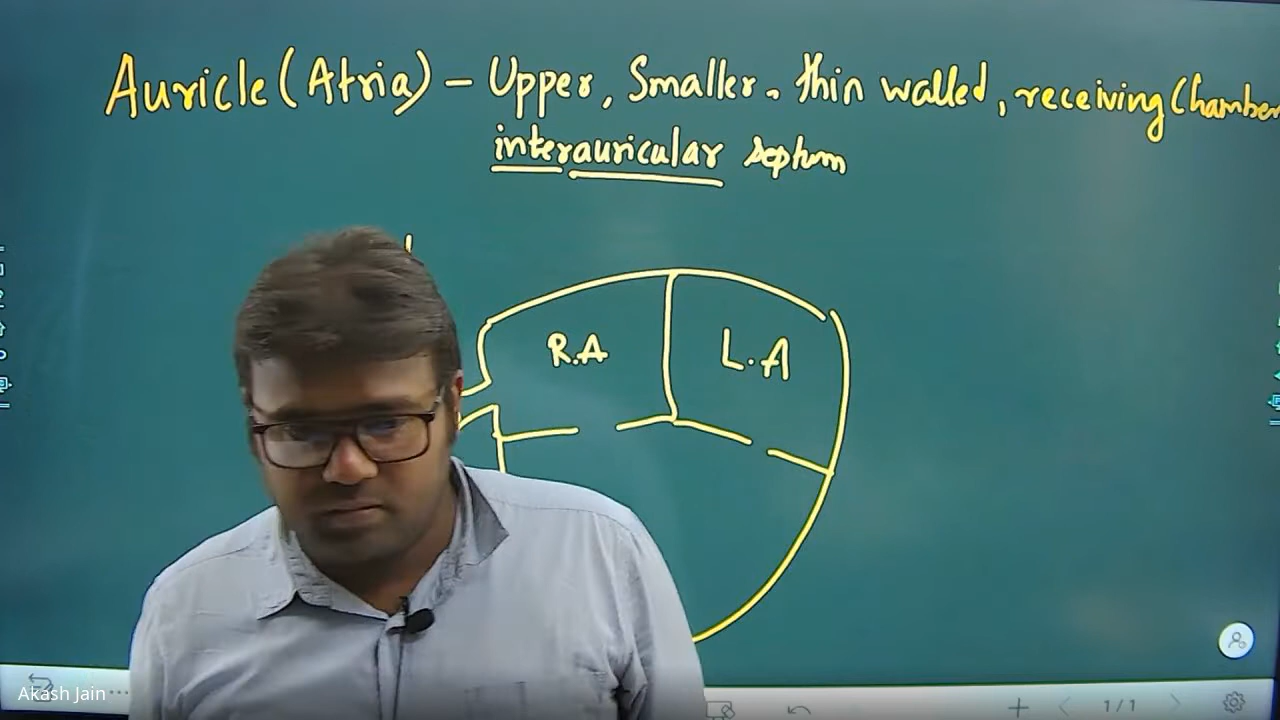 Auricle (Atria) - Upper, Smaller, thin walled, receiving Chamber
interauricular septum
R.A
L.A
Akash Jain
1/1